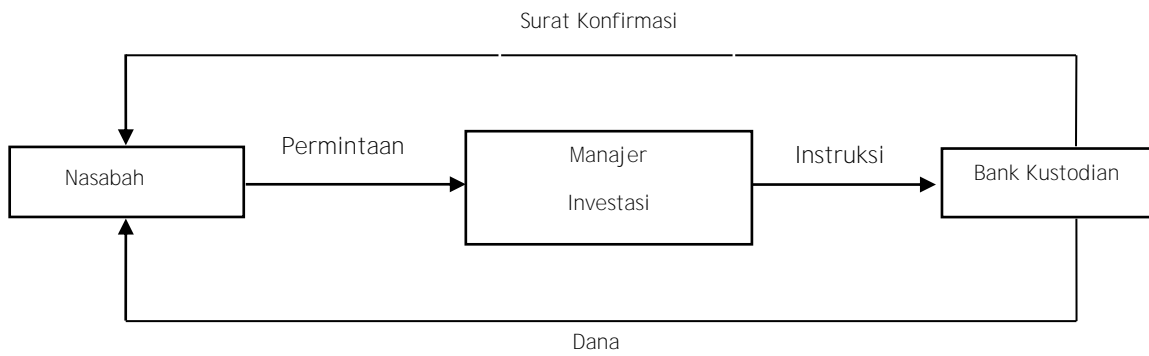 Surat Konfirmasi
Permintaan
Manajer
Investasi
Instruksi
Nasabah
Bank Kustodian
Dana